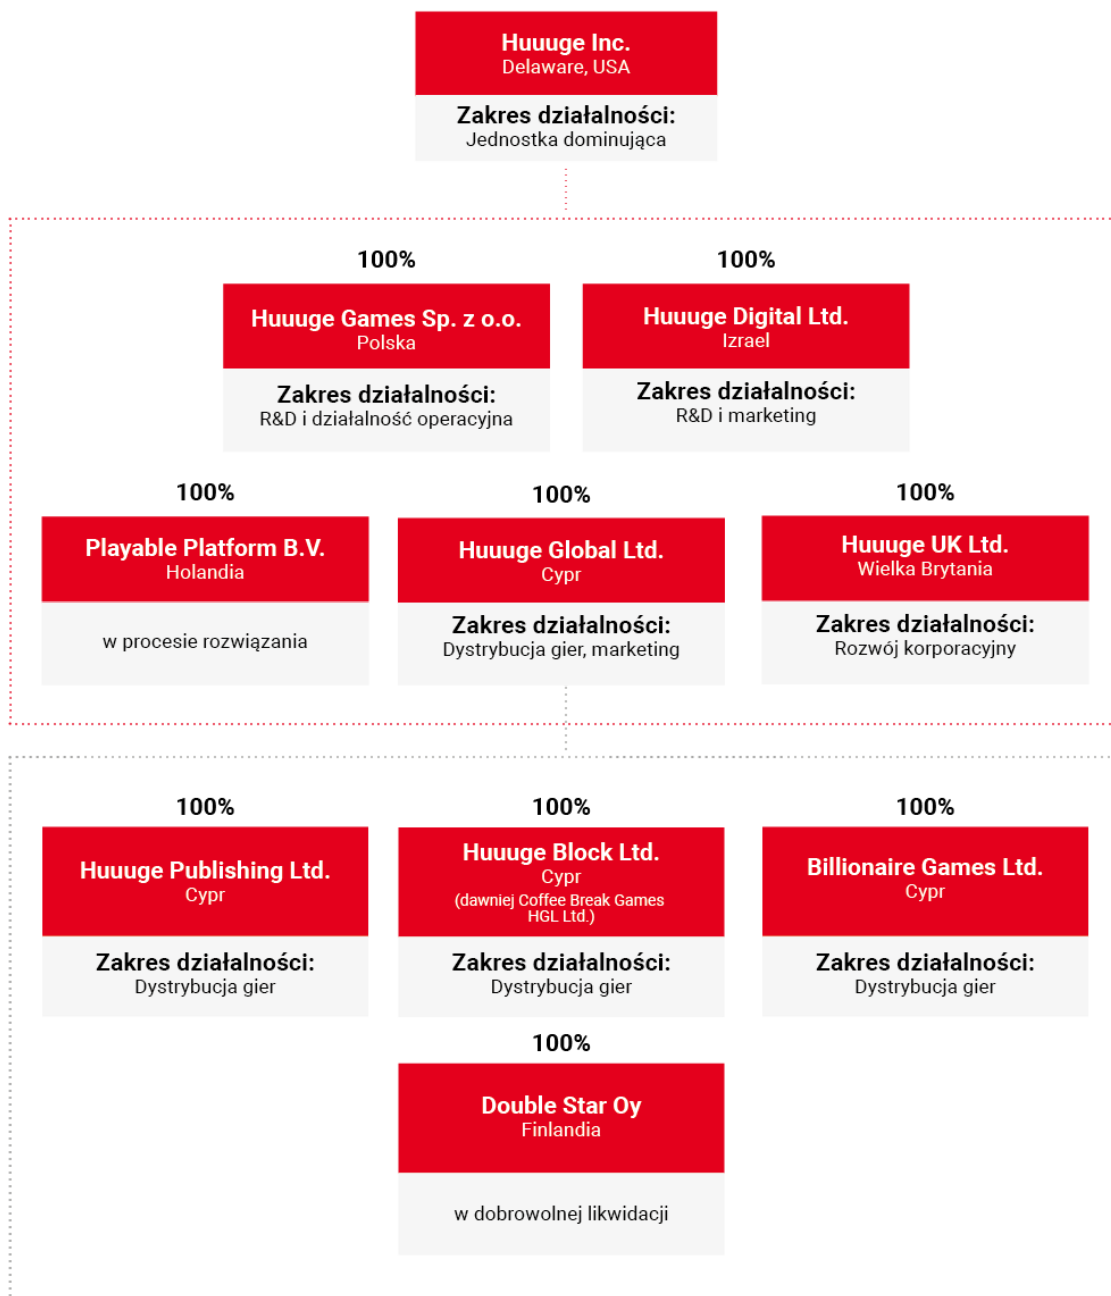 Huuuge Inc.
Delaware, USA
Zakres działalności:
Jednostka dominująca
100%
Huuuge Games Sp. z o.o.
Polska
Zakres działalności:
R&D i działalność operacyjna
100%
Huuuge Digital Ltd.
Izrael
Zakres działalności:
R&D i marketing
100%
Playable Platform B.V.
Holandia
w procesie rozwiązania
100%
Huuuge Global Ltd.
Cypr
Zakres działalności:
Dystrybucja gier, marketing
100%
Huuuge UK Ltd.
Wielka Brytania
Zakres działalności:
Rozwój korporacyjny
100%
Huuuge Publishing Ltd.
Cypr
Zakres działalności:
Dystrybucja gier
100%
Huuuge Block Ltd.
Cypr
(dawniej Coffee Break Games
HGL Ltd.)
Zakres działalności:
Dystrybucja gier
100%
Billionaire Games Ltd.
Cypr
Zakres działalności:
Dystrybucja gier
100%
Double Star Oy
Finlandia
w dobrowolnej likwidacji